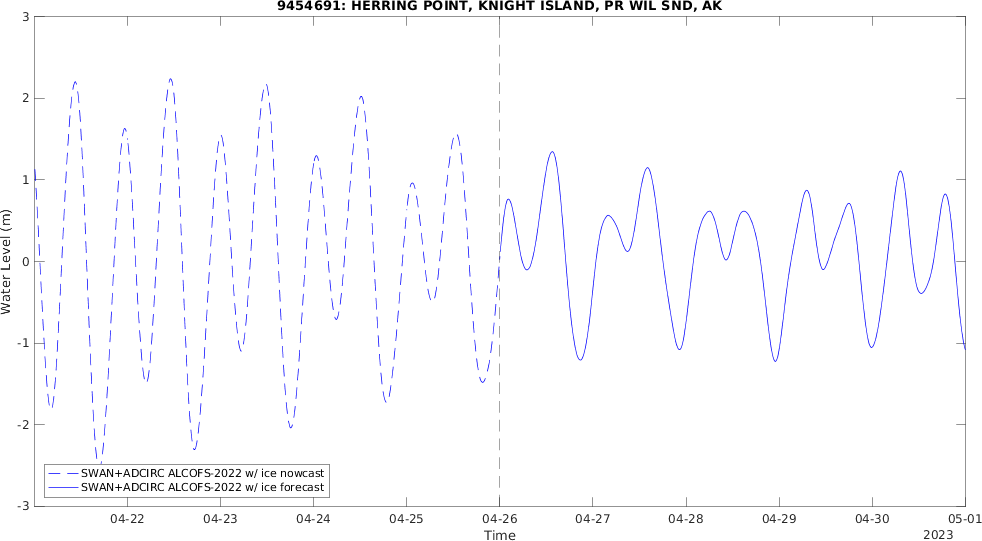 9454691: HERRING POINT, KNIGHT ISLAND, PR WIL SND, AK
3
2
1
0
-1
-2
-3
Water Level (m)
SWAN+ADCIRC ALCOFS-2022 w/ ice nowcast
SWAN+ADCIRC ALCOFS-2022 w/ ice forecast
04-22 04-23 04-24 04-25 04-26 04-27 04-28 04-29 04-30 05-01
Time
2023